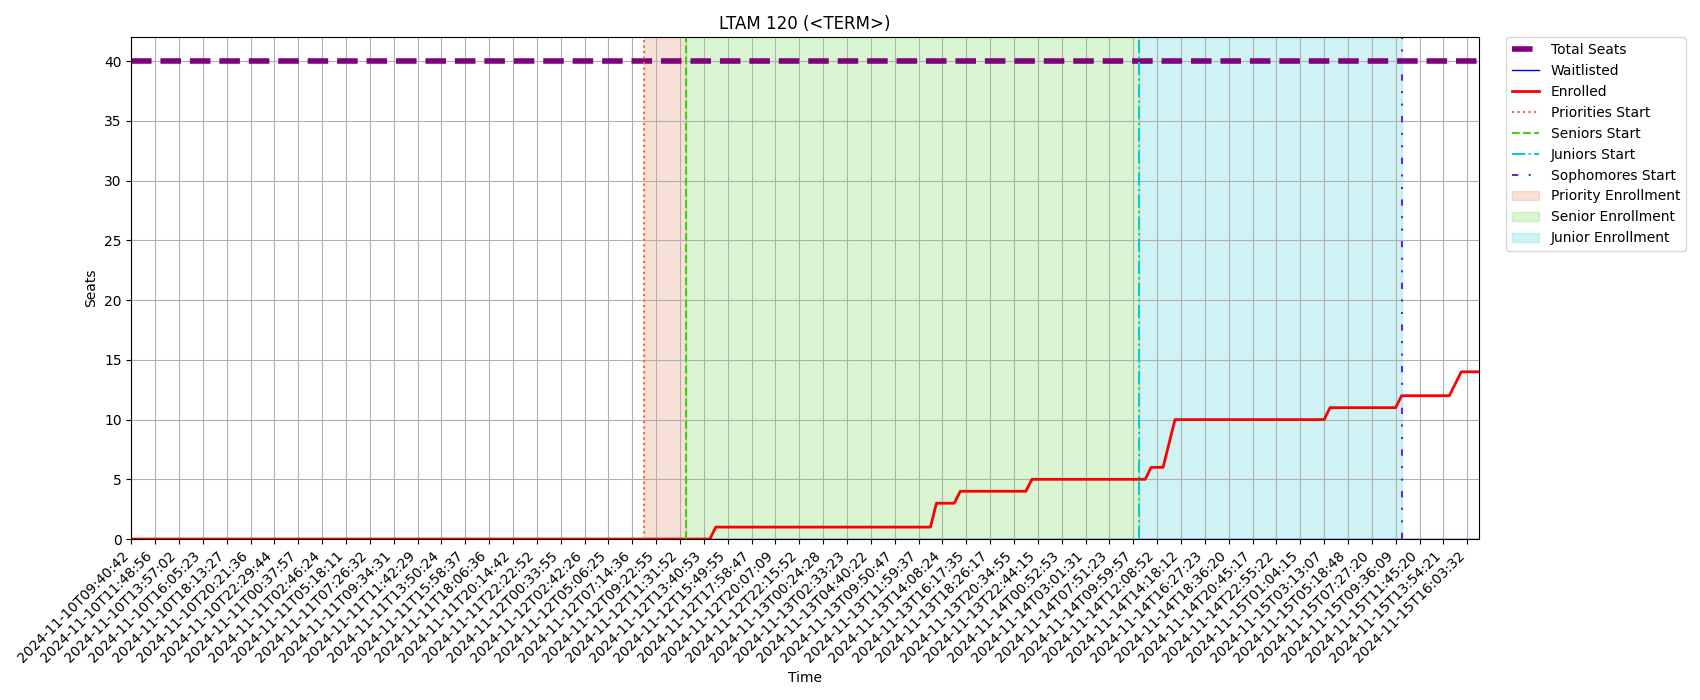 LTAM 120 (<TERM>)
Total Seats
Waitlisted
Enrolled
Priorities Start
Seniors Start
Juniors Start
Sophomores Start
Priority Enrollment
Senior Enrollment
Junior Enrollment
Seats
40
35
30
25
20
15
10
5
0
2024-11-10T09:40:42
2024-11-10T11:48:56
2024-11-10T13:57:02
2024-11-10T16:05:23
2024-11-10T18:13:27
2024-11-10T20:21:36
2024-11-10T22:29:44
2024-11-11T00:37:57
2024-11-11T02:46:24
2024-11-11T05:18:11
2024-11-11T07:26:32
2024-11-11T09:34:31
2024-11-11T11:42:29
2024-11-11T13:50:24
2024-11-11T15:58:37
2024-11-11T18:06:36
2024-11-11T20:14:42
2024-11-11T22:22:52
2024-11-12T00:33:55
2024-11-12T02:42:26
2024-11-12T05:06:25
2024-11-12T07:14:36
2024-11-12T09:22:55
2024-11-12T11:31:52
2024-11-12T13:40:53
2024-11-12T15:49:55
2024-11-12T17:58:47
2024-11-12T20:07:09
2024-11-12T22:15:52
2024-11-13T00:24:28
2024-11-13T02:33:23
2024-11-13T04:40:22
2024-11-13T09:50:47
2024-11-13T11:59:37
2024-11-13T14:08:24
2024-11-13T16:17:35
2024-11-13T18:26:17
2024-11-13T20:34:55
2024-11-13T22:44:15
2024-11-14T00:52:53
2024-11-14T03:01:31
2024-11-14T07:51:23
2024-11-14T09:59:57
2024-11-14T12:08:52
2024-11-14T14:18:12
2024-11-14T16:27:23
2024-11-14T18:36:20
2024-11-14T20:45:17
2024-11-14T22:55:22
2024-11-15T01:04:15
2024-11-15T03:13:07
2024-11-15T05:18:48
2024-11-15T07:27:20
2024-11-15T09:36:09
2024-11-15T11:45:20
2024-11-15T13:54:21
2024-11-15T16:03:32
Time